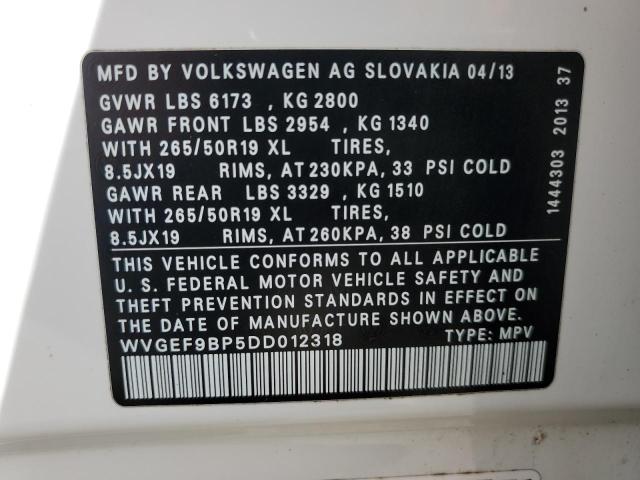 MFD BY VOLKSWAGEN AG SLOVAKIA 04/13
GVWR LBS 6173 , KG 2800
GAWR FRONT LBS 2954 , KG 1340
WITH 265/50R19 XL TIRES,
8.5JX19 RIMS, AT 230KPA, 33 PSI COLD
GAWR REAR LBS 3329 , KG 1510
WITH 265/50R19 XL TIRES,
8.5JX19 RIMS, AT 260KPA, 38 PSI COLD
THIS VEHICLE CONFORMS TO ALL APPLICABLE
U. S. FEDERAL MOTOR VEHICLE SAFETY AND
THEFT PREVENTION STANDARDS IN EFFECT ON
THE DATE OF MANUFACTURE SHOWN ABOVE.
WVGEF9BP5DD012318 TYPE: MPV
1444303 2013 37